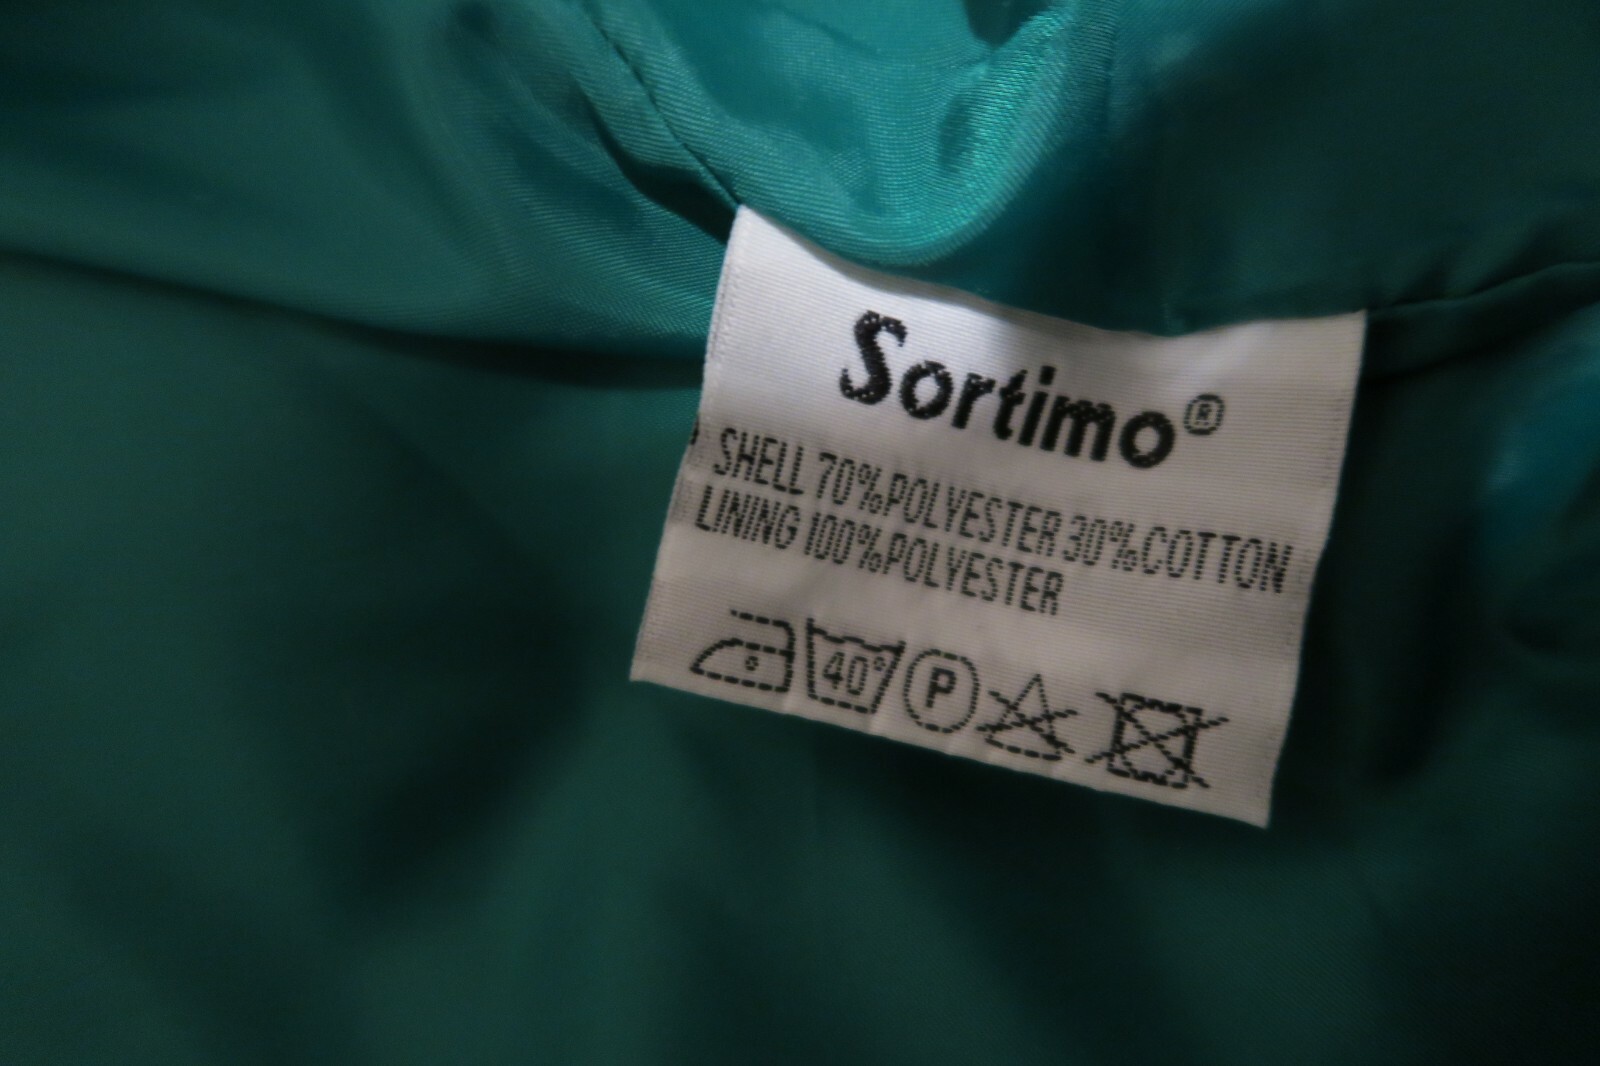 Sortimo®
SHELL 70%POLYESTER 30%COTTON
LINING 100%POLYESTER
40° P